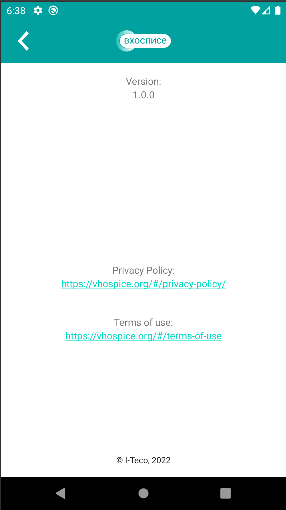 6:38
вхосписе
Version:
1.0.0
Privacy Policy:
https://vhospice.org/#/privacy-policy/
Terms of use:
https://vhospice.org/#/terms-of-use
© I-Teco, 2022